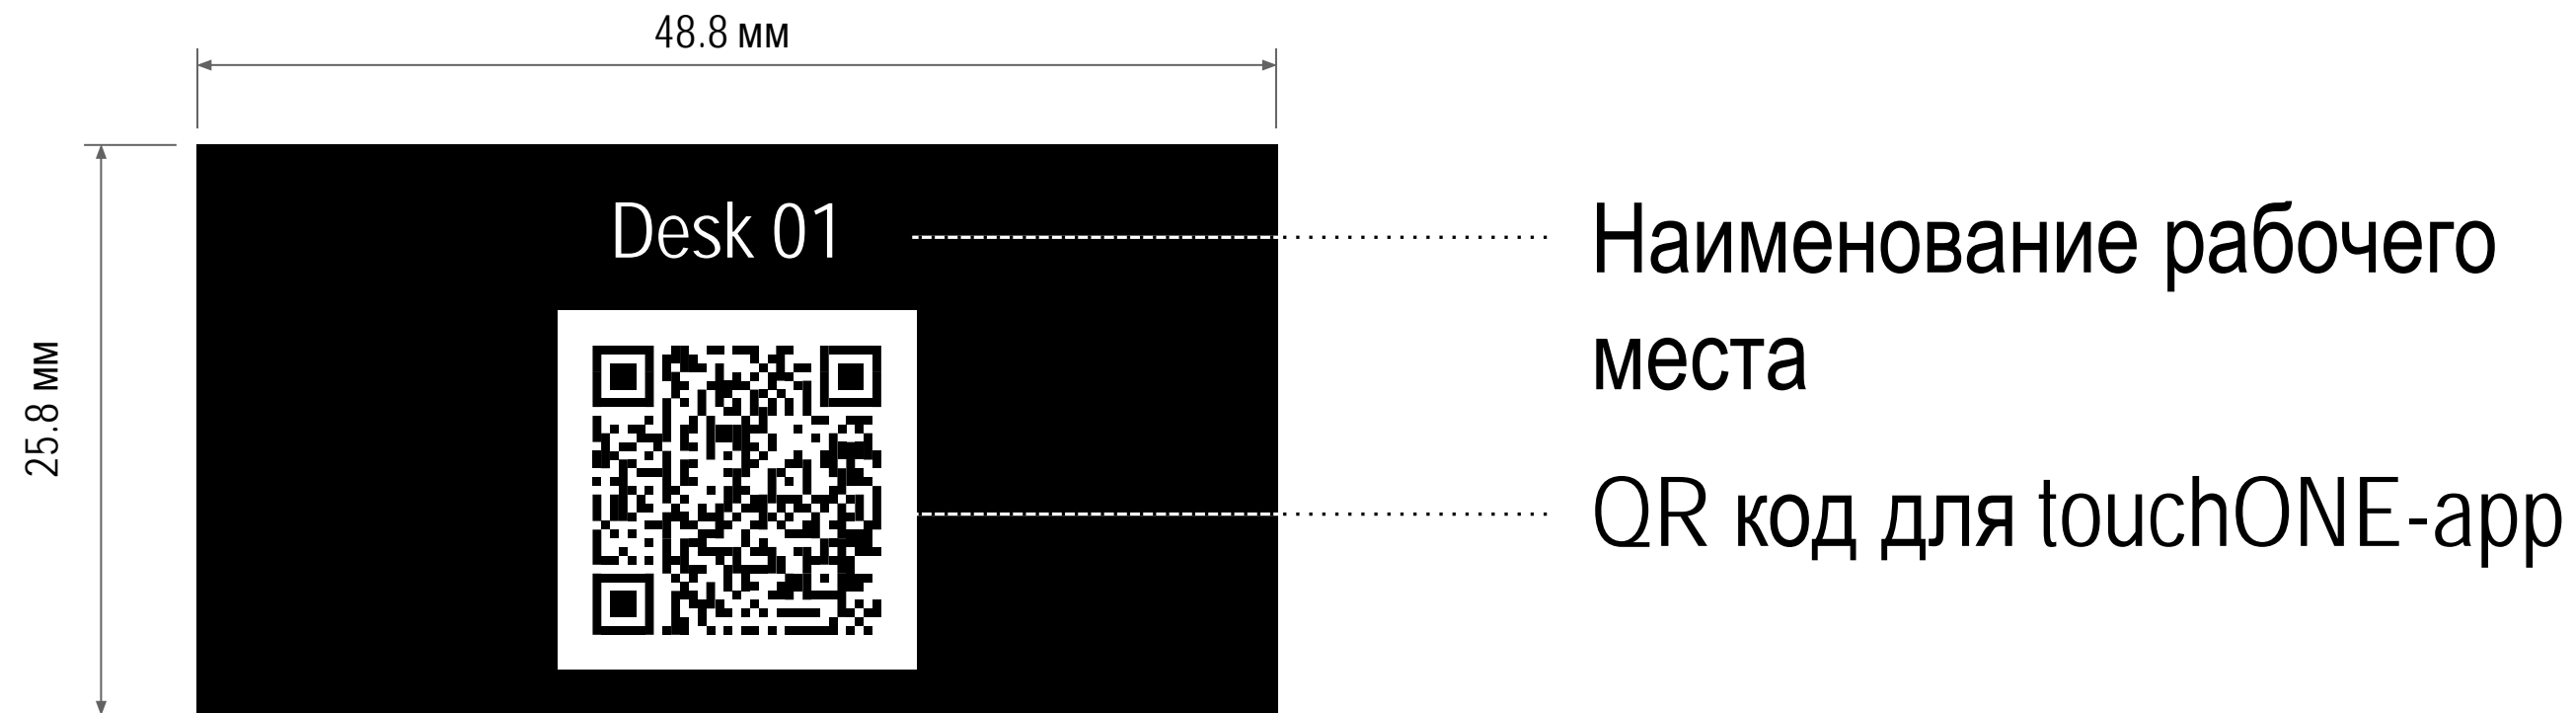 48.8 мм
25.8 мм
Desk 01
Наименование рабочего
места
QR код для touchONE-app